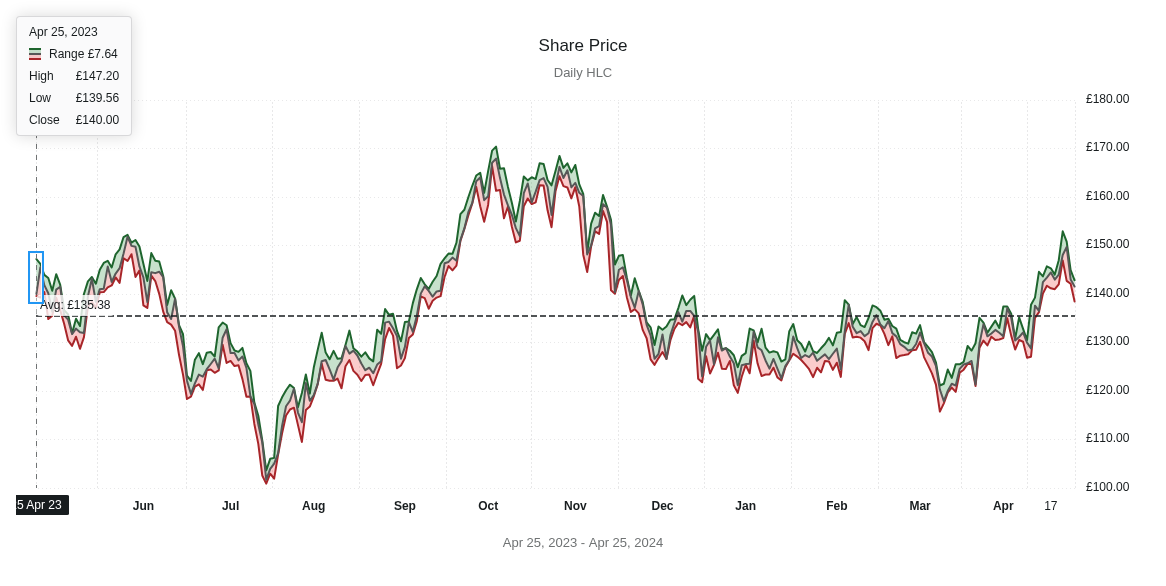 Apr 25, 2023
Range £7.64
High £147.20
Low £139.56
Close £140.00
Share Price
Daily HLC
£180.00
£170.00
£160.00
£150.00
£140.00
£130.00
£120.00
£110.00
£100.00
Avg: £135.38
5 Apr 23
Jun Jul Aug Sep Oct Nov Dec Jan Feb Mar Apr 17
Apr 25, 2023 - Apr 25, 2024